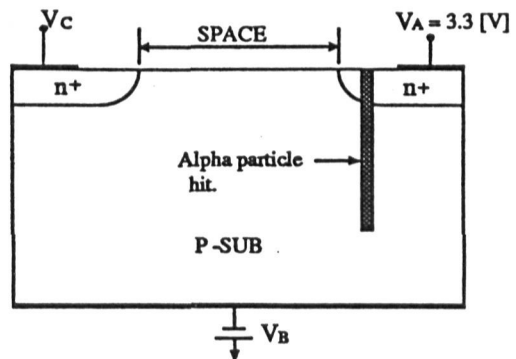 VC
SPACE
VA = 3.3 [V]
n+
n+
Alpha particle
hit.
P-SUB
VB